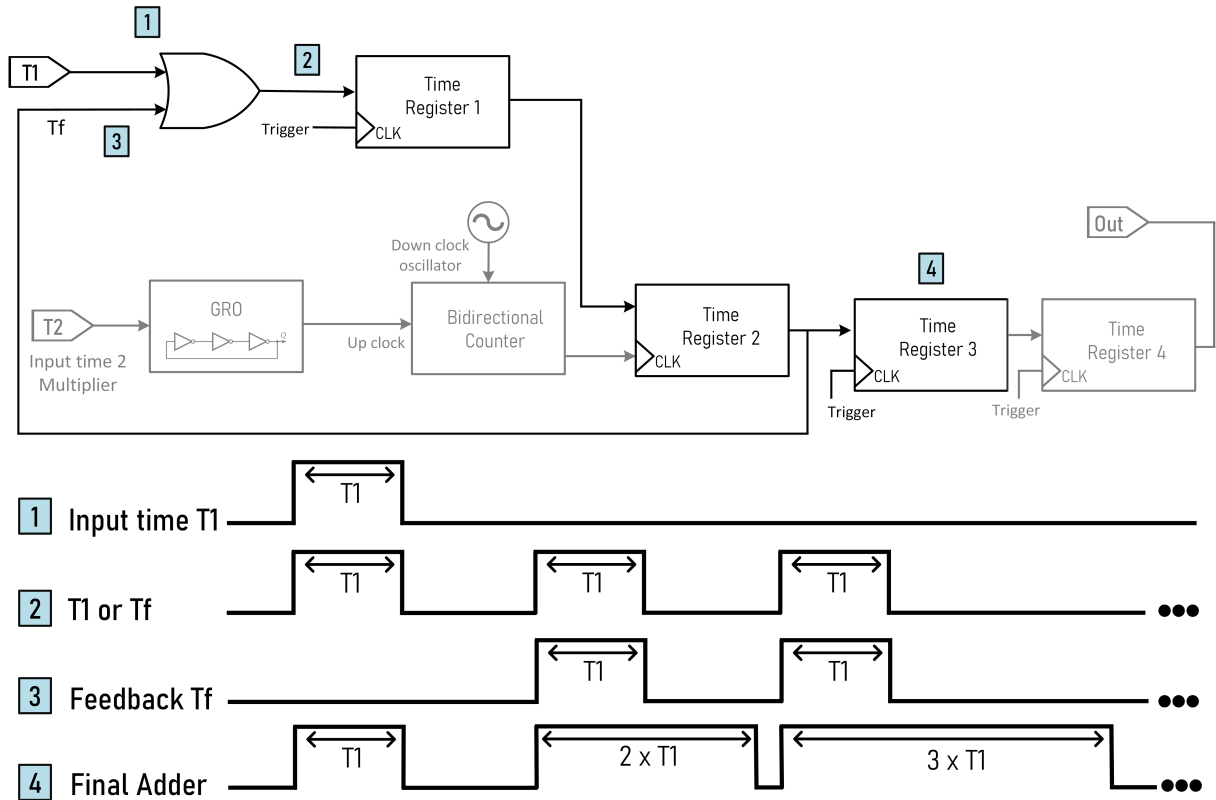 1
T1
2
Time
Register 1
Trigger
CLK
Tf
3
Down clock
oscillator
Out
4
T2
Input time 2
Multiplier
GRO
Q
Up clock
Bidirectional
Counter
Time
Register 2
CLK
Time
Register 3
CLK
Trigger
Time
Register 4
CLK
Trigger
1 Input time T1
T1
2 T1 or Tf
T1 T1 T1
3 Feedback Tf
T1 T1
4 Final Adder
T1 2 x T1 3 x T1